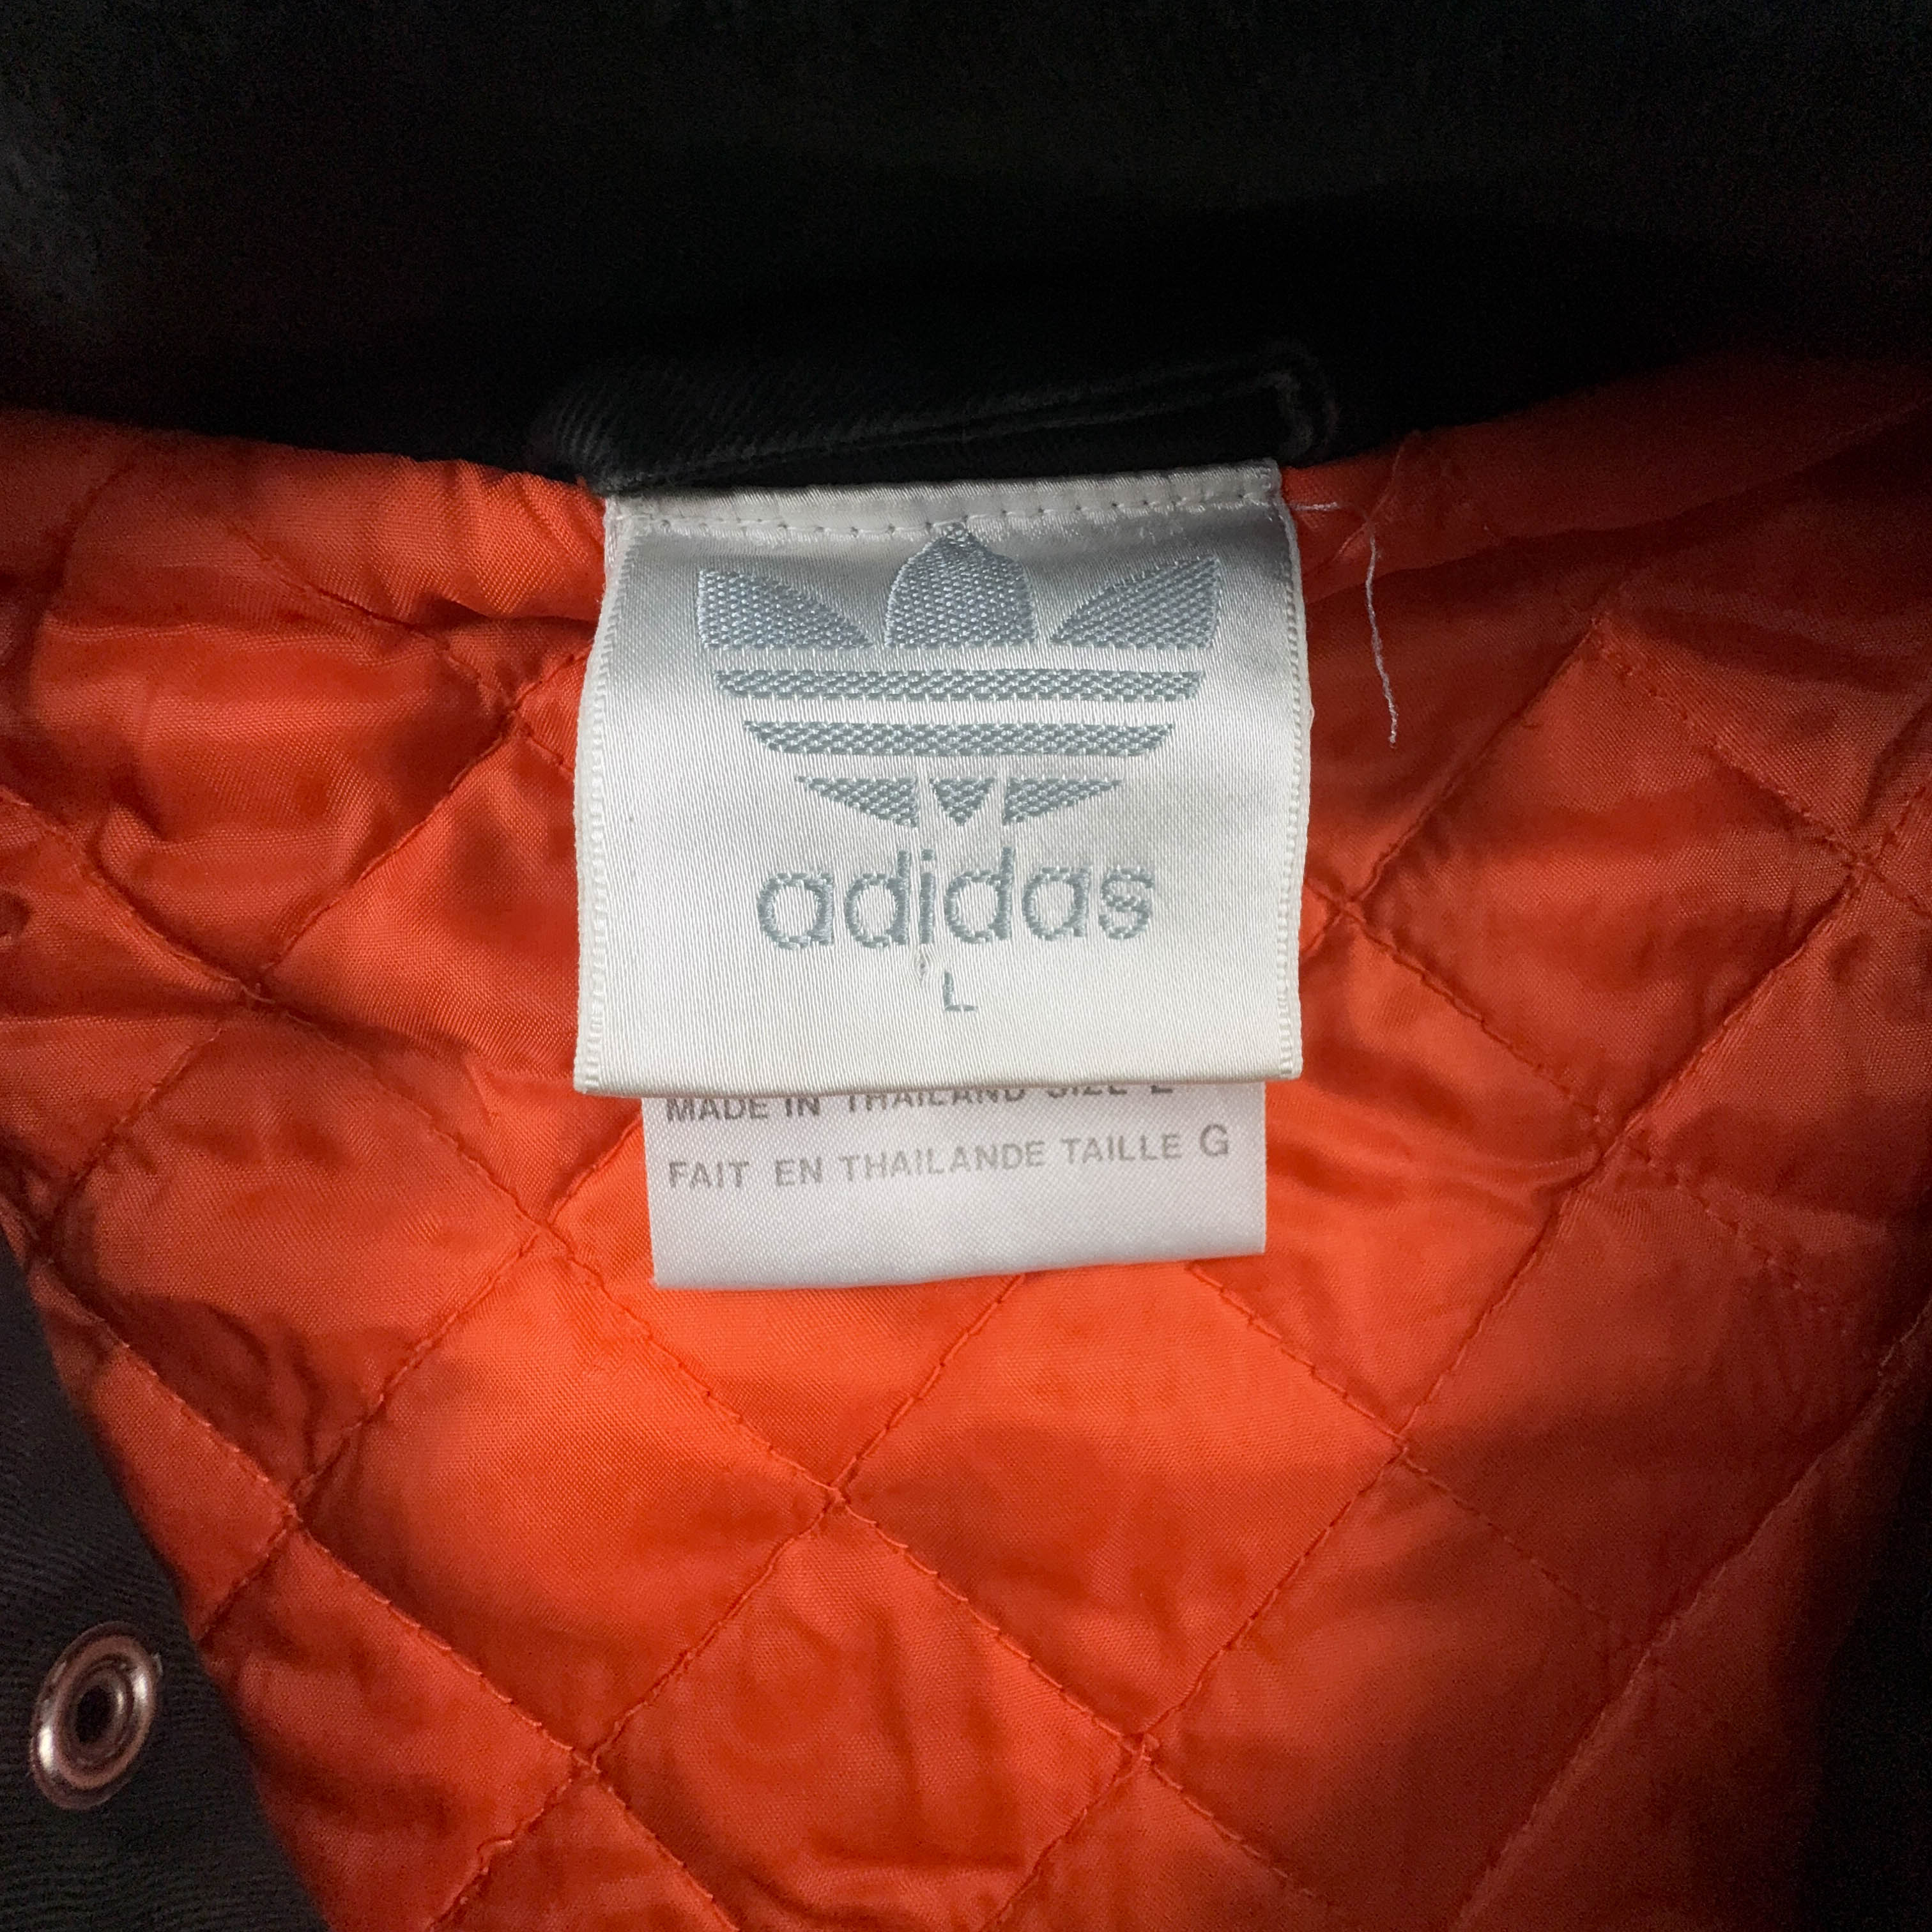 adidas
L
MADE IN THAILAND SIZE L
FAIT EN THAILANDE TAILLE G